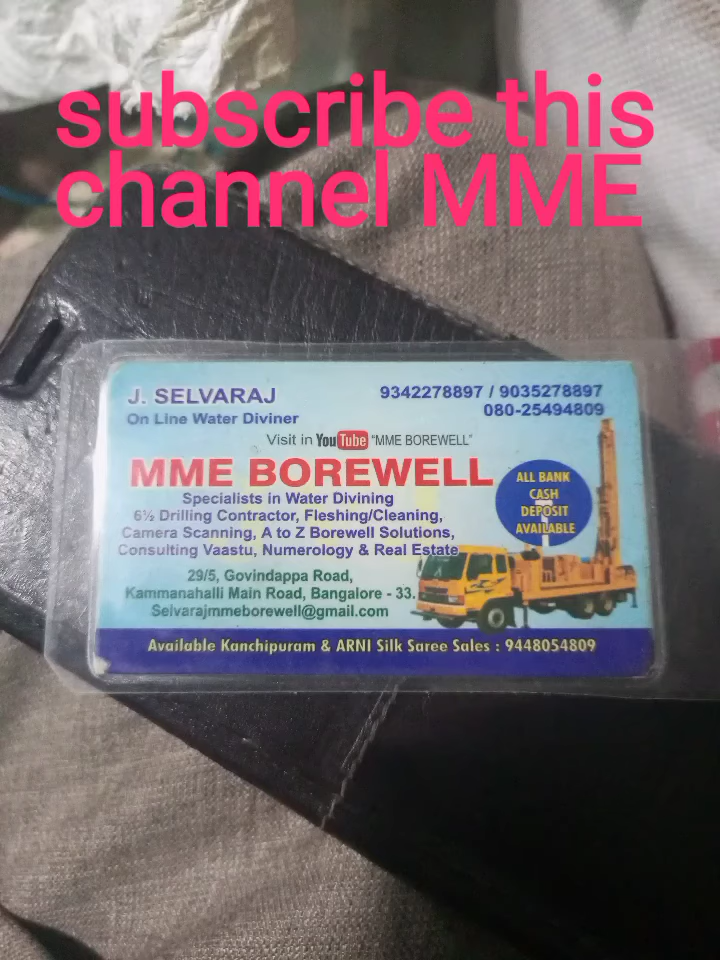 subscribe this
channel MME
J. SELVARAJ
On Line Water Diviner
9342278897 / 9035278897
080-25494809
Visit in YouTube "MME BOREWELL"
MME BOREWELL
Specialists in Water Divining
6½ Drilling Contractor, Fleshing/Cleaning,
Camera Scanning, A to Z Borewell Solutions,
Consulting Vaastu, Numerology & Real Estate
ALL BANK
CASH
DEPOSIT
AVAILABLE
29/5, Govindappa Road,
Kammanahalli Main Road, Bangalore - 33.
Selvarajmmeborewell@gmail.com
Available Kanchipuram & ARNI Silk Saree Sales : 9448054809